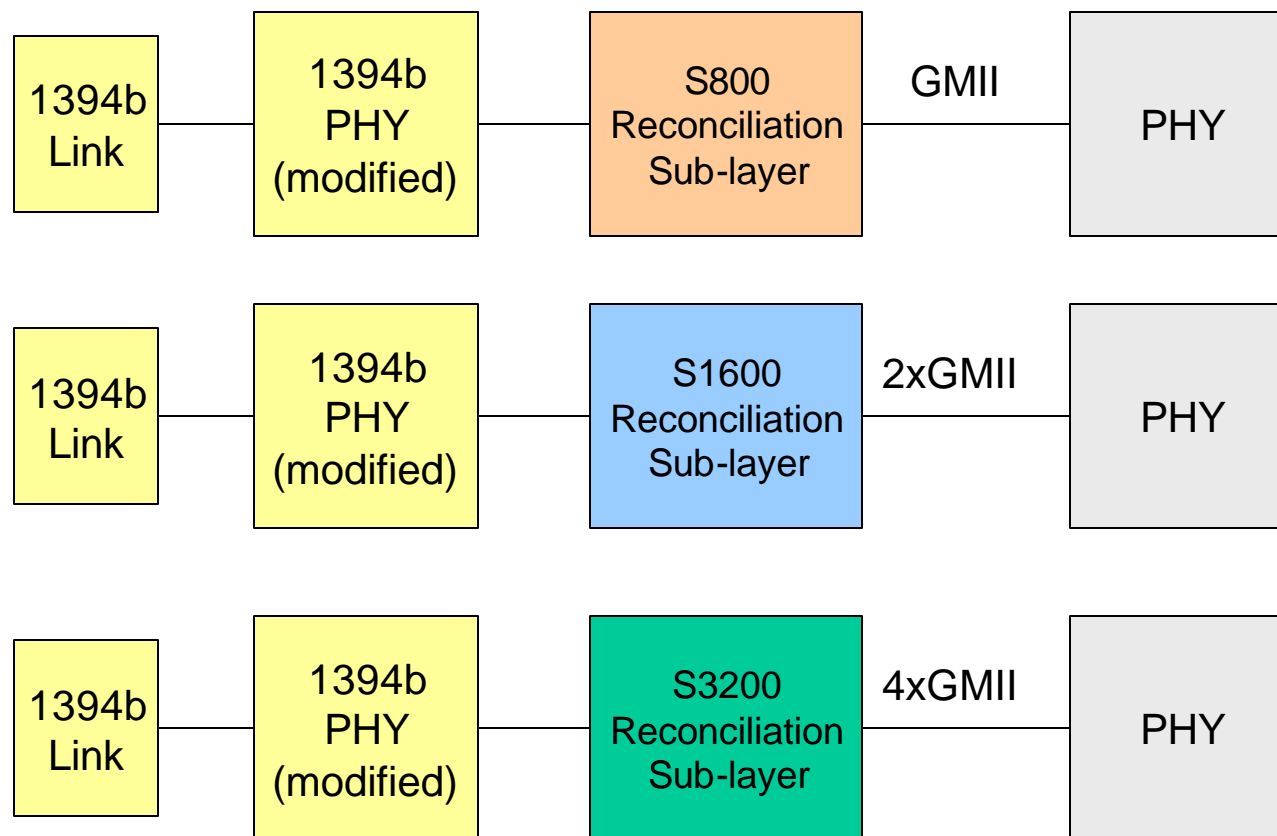 1394b
Link
1394b
PHY
(modified)
S800
Reconciliation
Sub-layer
GMII
PHY
1394b
Link
1394b
PHY
(modified)
S1600
Reconciliation
Sub-layer
2xGMII
PHY
1394b
Link
1394b
PHY
(modified)
S3200
Reconciliation
Sub-layer
4xGMII
PHY